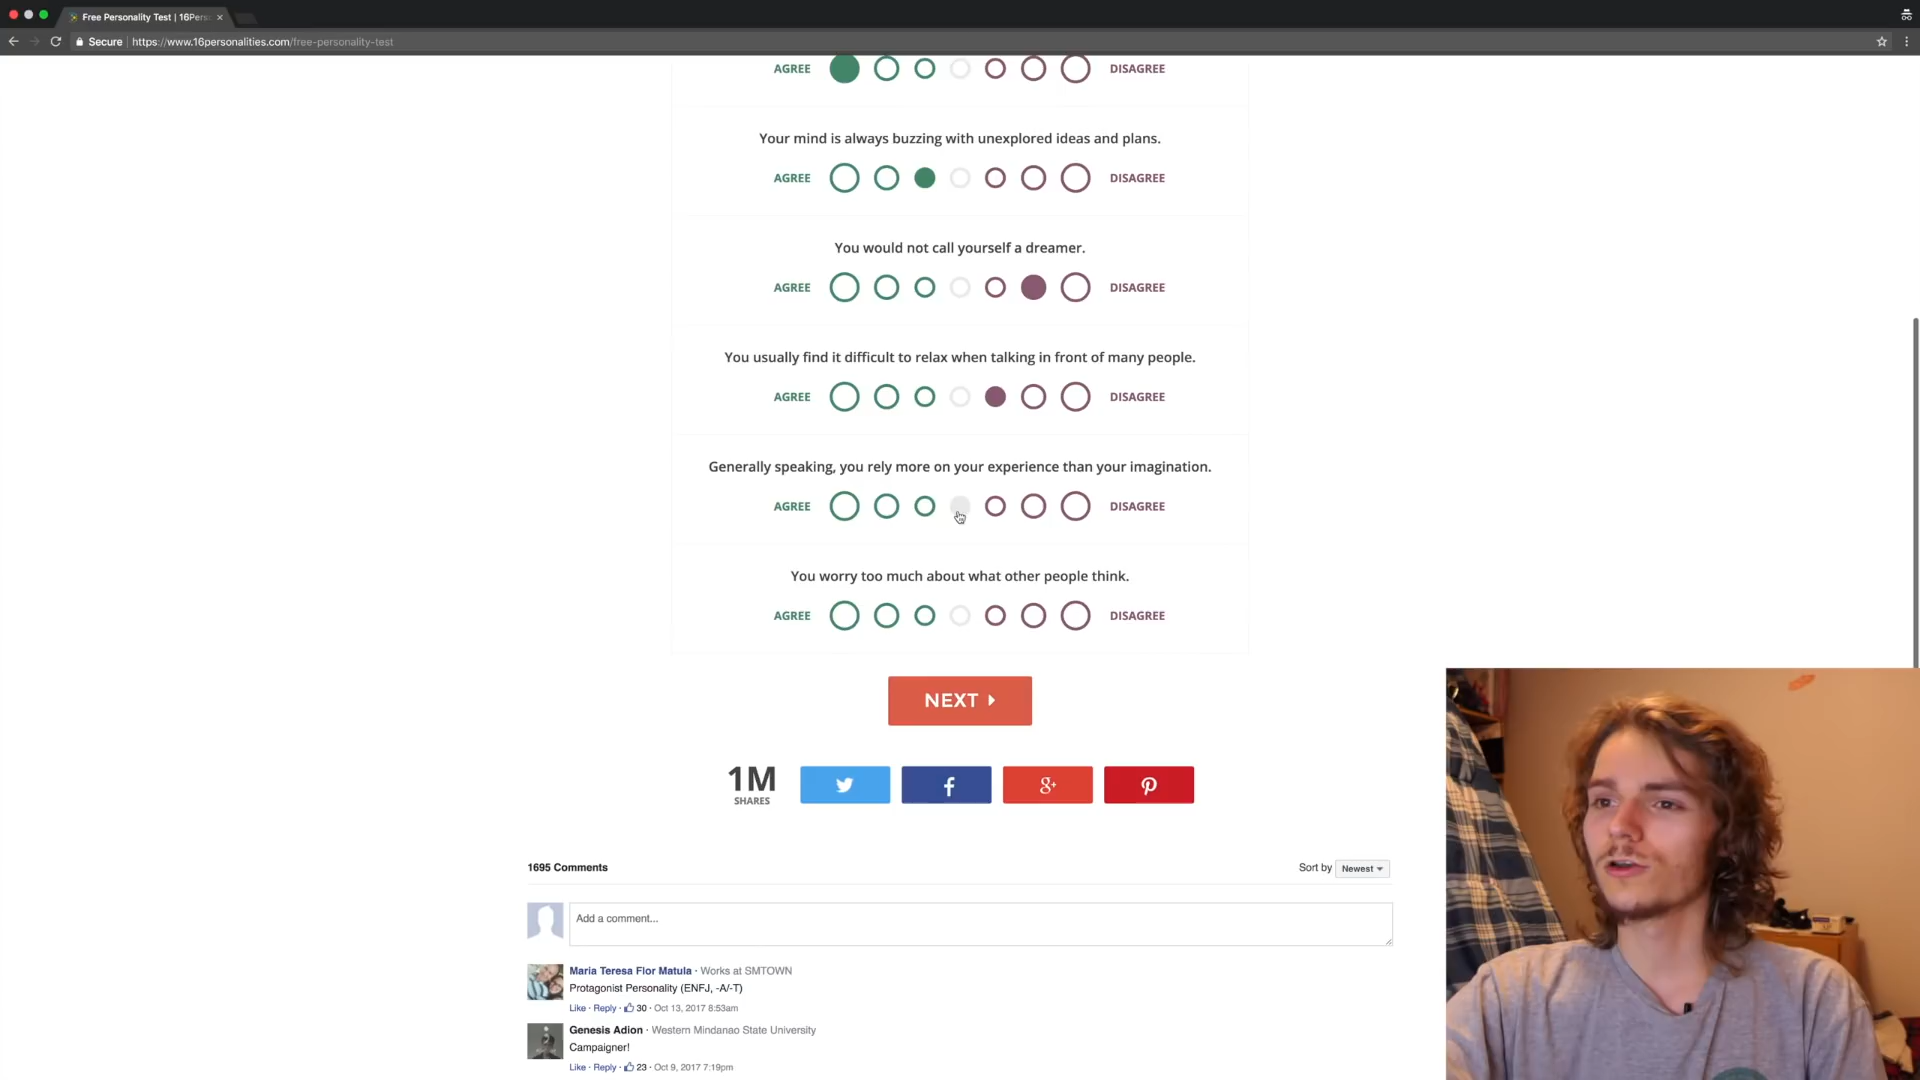 Free Personality Test | 16Pers
Secure https://www.16personalities.com/free-personality-test
AGREE DISAGREE
Your mind is always buzzing with unexplored ideas and plans.
AGREE DISAGREE
You would not call yourself a dreamer.
AGREE DISAGREE
You usually find it difficult to relax when talking in front of many people.
AGREE DISAGREE
Generally speaking, you rely more on your experience than your imagination.
AGREE DISAGREE
You worry too much about what other people think.
AGREE DISAGREE
NEXT
1M
SHARES
1695 Comments Sort by Newest
Add a comment...
Maria Teresa Flor Matula · Works at SMTOWN
Protagonist Personality (ENFJ, -A/-T)
Like · Reply · 30 · Oct 13, 2017 8:53am
Genesis Adion · Western Mindanao State University
Campaigner!
Like · Reply · 23 · Oct 9, 2017 7:19pm